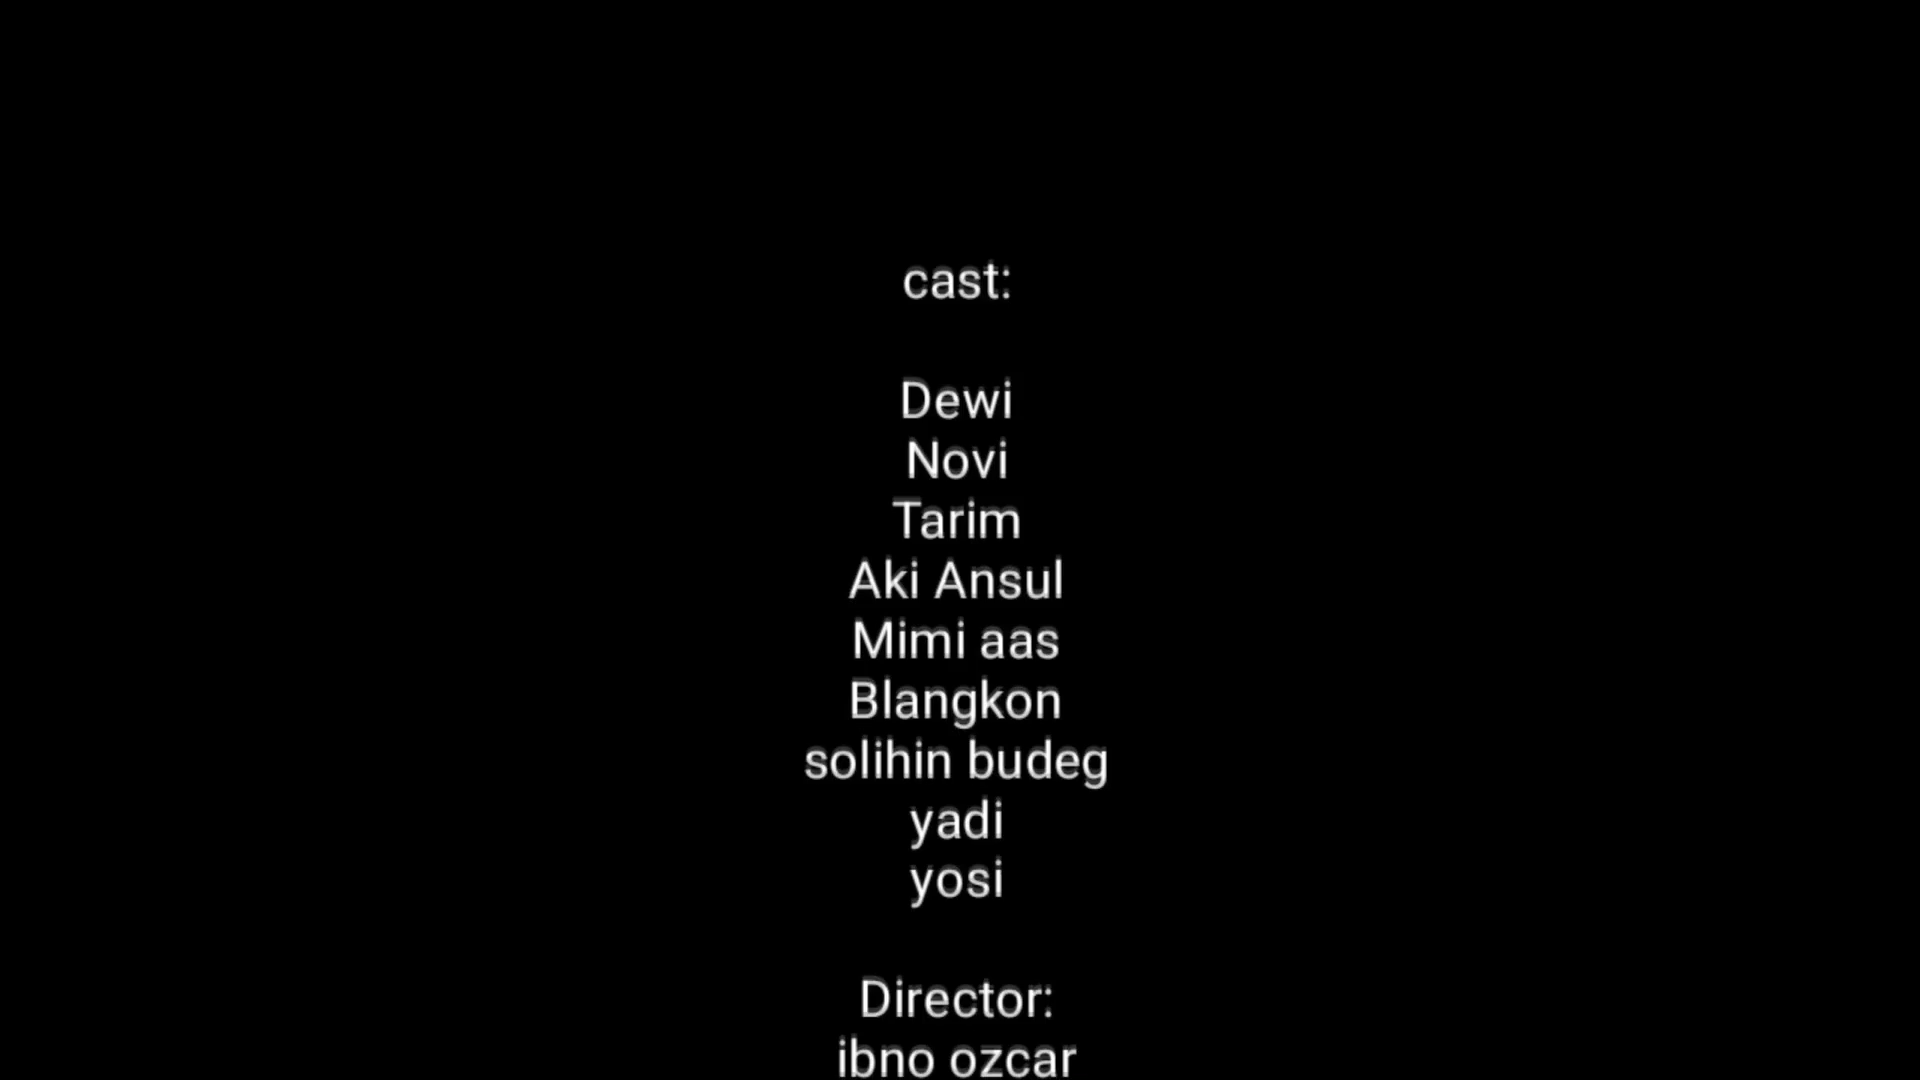 cast:
Dewi
Novi
Tarim
Aki Ansul
Mimi aas
Blangkon
solihin budeg
yadi
yosi
Director:
ibno ozcar